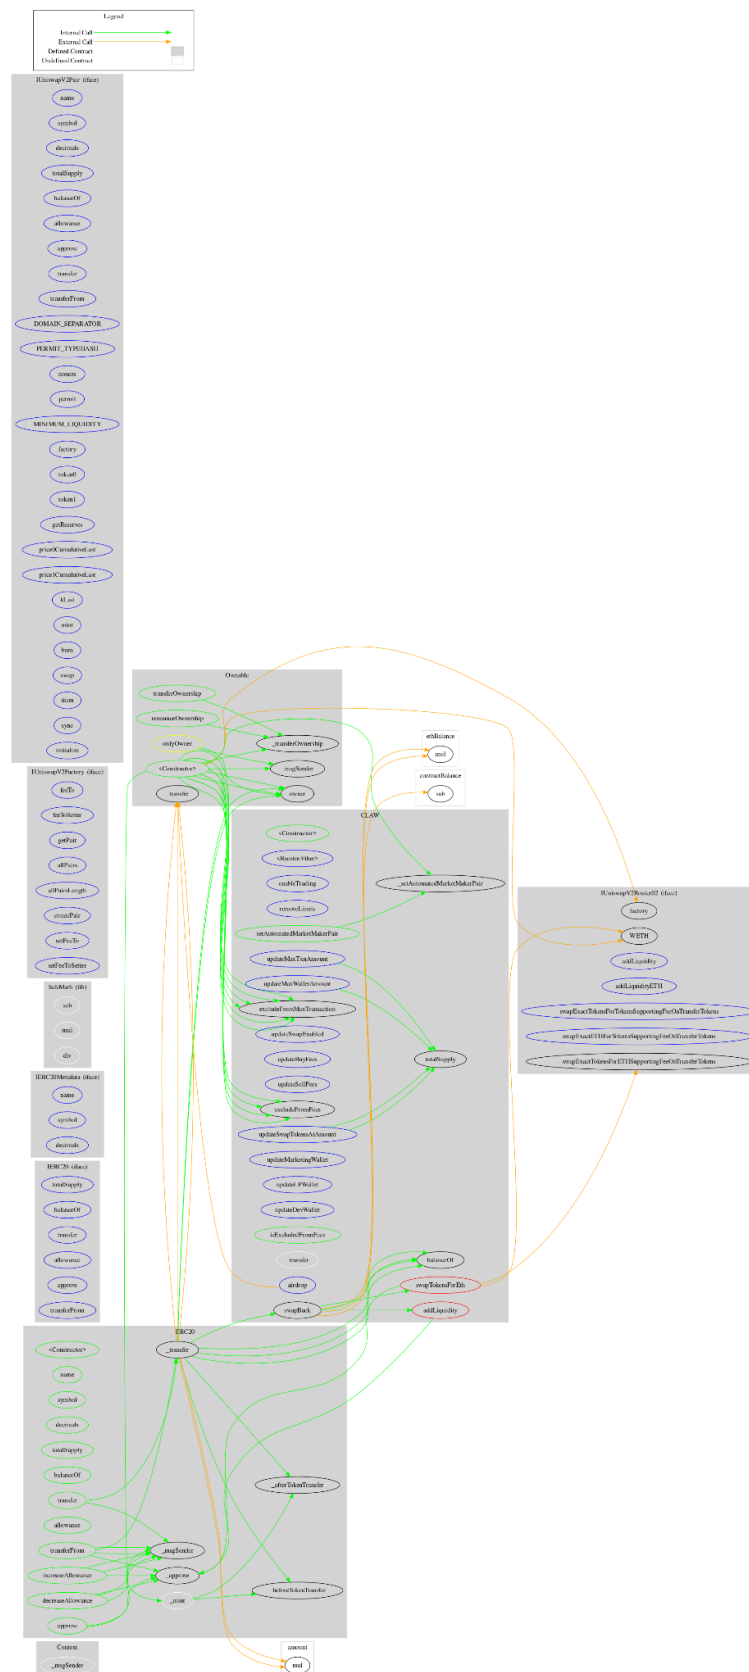 Legend
Internal Call
External Call
Defined Contract
Undefined Contract
IUniswapV2Pair (iface)
name
symbol
decimals
totalSupply
balanceOf
allowance
approve
transfer
transferFrom
DOMAIN_SEPARATOR
PERMIT_TYPEHASH
nonces
permit
MINIMUM_LIQUIDITY
factory
token0
token1
getReserves
price0CumulativeLast
price1CumulativeLast
kLast
mint
burn
swap
skim
sync
initialize
Ownable
transferOwnership
renounceOwnership
onlyOwner
<Constructor>
transfer
_transferOwnership
_msgSender
owner
ethBalance
mul
contractBalance
sub
IUniswapV2Factory (iface)
feeTo
feeToSetter
getPair
allPairs
allPairsLength
createPair
setFeeTo
setFeeToSetter
CLAW
<Constructor>
<Receive Ether>
enableTrading
removeLimits
setAutomatedMarketMakerPair
updateMaxTxnAmount
updateMaxWalletAmount
excludeFromMaxTransaction
updateSwapEnabled
updateBuyFees
updateSellFees
excludeFromFees
updateSwapTokensAtAmount
updateMarketingWallet
updateLPWallet
updateDevWallet
isExcludedFromFees
transfer
airdrop
swapBack
_setAutomatedMarketMakerPair
totalSupply
balanceOf
swapTokensForEth
addLiquidity
IUniswapV2Router02 (iface)
factory
WETH
addLiquidity
addLiquidityETH
swapExactTokensForTokensSupportingFeeOnTransferTokens
swapExactETHForTokensSupportingFeeOnTransferTokens
swapExactTokensForETHSupportingFeeOnTransferTokens
SafeMath (lib)
sub
mul
div
IERC20Metadata (iface)
name
symbol
decimals
IERC20 (iface)
totalSupply
balanceOf
transfer
allowance
approve
transferFrom
ERC20
<Constructor>
name
symbol
decimals
totalSupply
balanceOf
transfer
allowance
transferFrom
increaseAllowance
decreaseAllowance
approve
_transfer
_msgSender
_approve
_mint
_afterTokenTransfer
_beforeTokenTransfer
Context
_msgSender
amount
mul